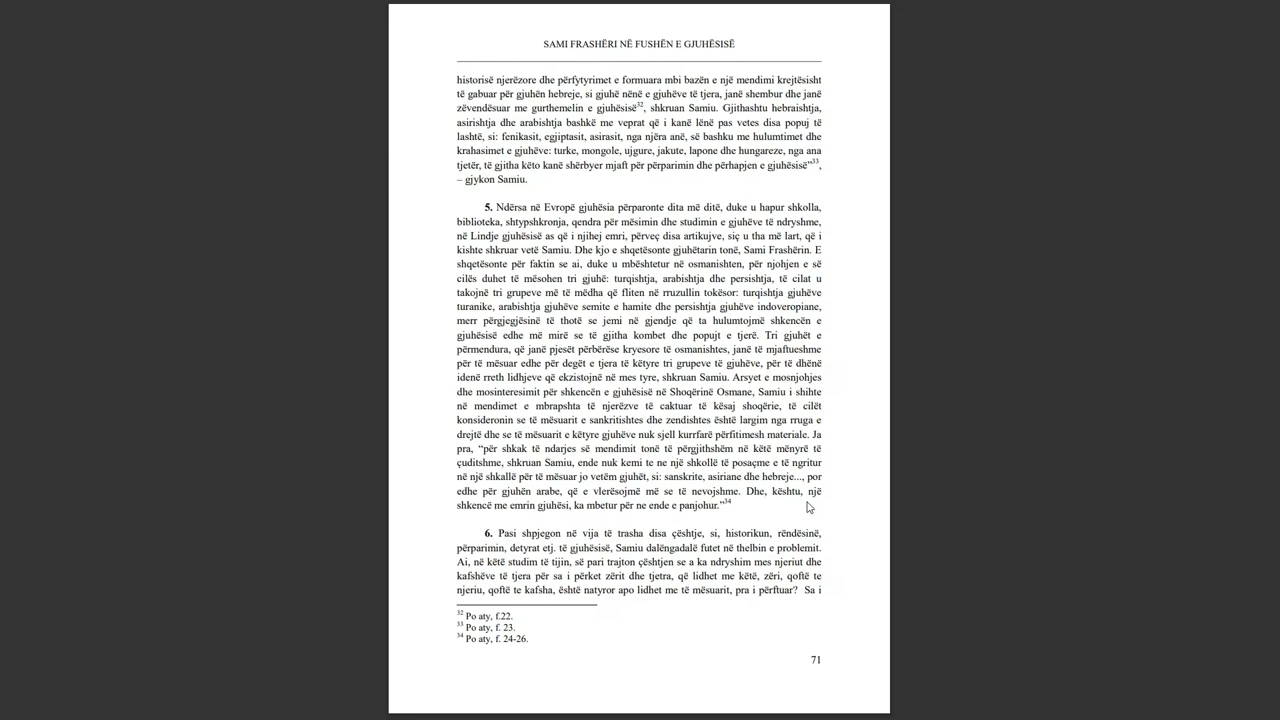 SAMI FRASHËRI NË FUSHËN E GJUHËSISË
historisë njerëzore dhe përfytyrimet e formuara mbi bazën e një mendimi krejtësisht
të gabuar për gjuhën hebreje, si gjuhë nënë e gjuhëve të tjera, janë shembur dhe janë
zëvendësuar me gurthemelin e gjuhësisë32, shkruan Samiu. Gjithashtu hebraishtja,
asirishtja dhe arabishtja bashkë me veprat që i kanë lënë pas vetes disa popuj të
lashtë, si: fenikasit, egjiptasit, asirasit, nga njëra anë, së bashku me hulumtimet dhe
krahasimet e gjuhëve: turke, mongole, ujgure, jakute, lapone dhe hungareze, nga ana
tjetër, të gjitha këto kanë shërbyer mjaft për përparimin dhe përhapjen e gjuhësisë”33,
– gjykon Samiu.
5. Ndërsa në Evropë gjuhësia përparonte dita më ditë, duke u hapur shkolla,
biblioteka, shtypshkronja, qendra për mësimin dhe studimin e gjuhëve të ndryshme,
në Lindje gjuhësisë as që i njihej emri, përveç disa artikujve, siç u tha më lart, që i
kishte shkruar vetë Samiu. Dhe kjo e shqetësonte gjuhëtarin tonë, Sami Frashërin. E
shqetësonte për faktin se ai, duke u mbështetur në osmanishten, për njohjen e së
cilës duhet të mësohen tri gjuhë: turqishtja, arabishtja dhe persishtja, të cilat u
takojnë tri grupeve më të mëdha që fliten në rruzullin tokësor: turqishtja gjuhëve
turanike, arabishtja gjuhëve semite e hamite dhe persishtja gjuhëve indoveropiane,
merr përgjegjësinë të thotë se jemi në gjendje që ta hulumtojmë shkencën e
gjuhësisë edhe më mirë se të gjitha kombet dhe popujt e tjerë. Tri gjuhët e
përmendura, që janë pjesët përbërëse kryesore të osmanishtes, janë të mjaftueshme
për të mësuar edhe për degët e tjera të këtyre tri grupeve të gjuhëve, për të dhënë
idenë rreth lidhjeve që ekzistojnë në mes tyre, shkruan Samiu. Arsyet e mosnjohjes
dhe mosinteresimit për shkencën e gjuhësisë në Shoqërinë Osmane, Samiu i shihte
në mendimet e mbrapshta të njerëzve të caktuar të kësaj shoqërie, të cilët
konsideronin se të mësuarit e sankritishtes dhe zendishtes është largim nga rruga e
drejtë dhe se të mësuarit e këtyre gjuhëve nuk sjell kurrfarë përfitimesh materiale. Ja
pra, “për shkak të ndarjes së mendimit tonë të përgjithshëm në këtë mënyrë të
çuditshme, shkruan Samiu, ende nuk kemi te ne një shkollë të posaçme e të ngritur
në një shkallë për të mësuar jo vetëm gjuhët, si: sanskrite, asiriane dhe hebreje..., por
edhe për gjuhën arabe, që e vlerësojmë më se të nevojshme. Dhe, kështu, një
shkencë me emrin gjuhësi, ka mbetur për ne ende e panjohur.“34
6. Pasi shpjegon në vija të trasha disa çështje, si, historikun, rëndësinë,
përparimin, detyrat etj. të gjuhësisë, Samiu dalëngadalë futet në thelbin e problemit.
Ai, në këtë studim të tijin, së pari trajton çështjen se a ka ndryshim mes njeriut dhe
kafshëve të tjera për sa i përket zërit dhe tjetra, që lidhet me këtë, zëri, qoftë te
njeriu, qoftë te kafsha, është natyror apo lidhet me të mësuarit, pra i përftuar? Sa i
32 Po aty, f.22.
33 Po aty, f. 23.
34 Po aty, f. 24-26.
71